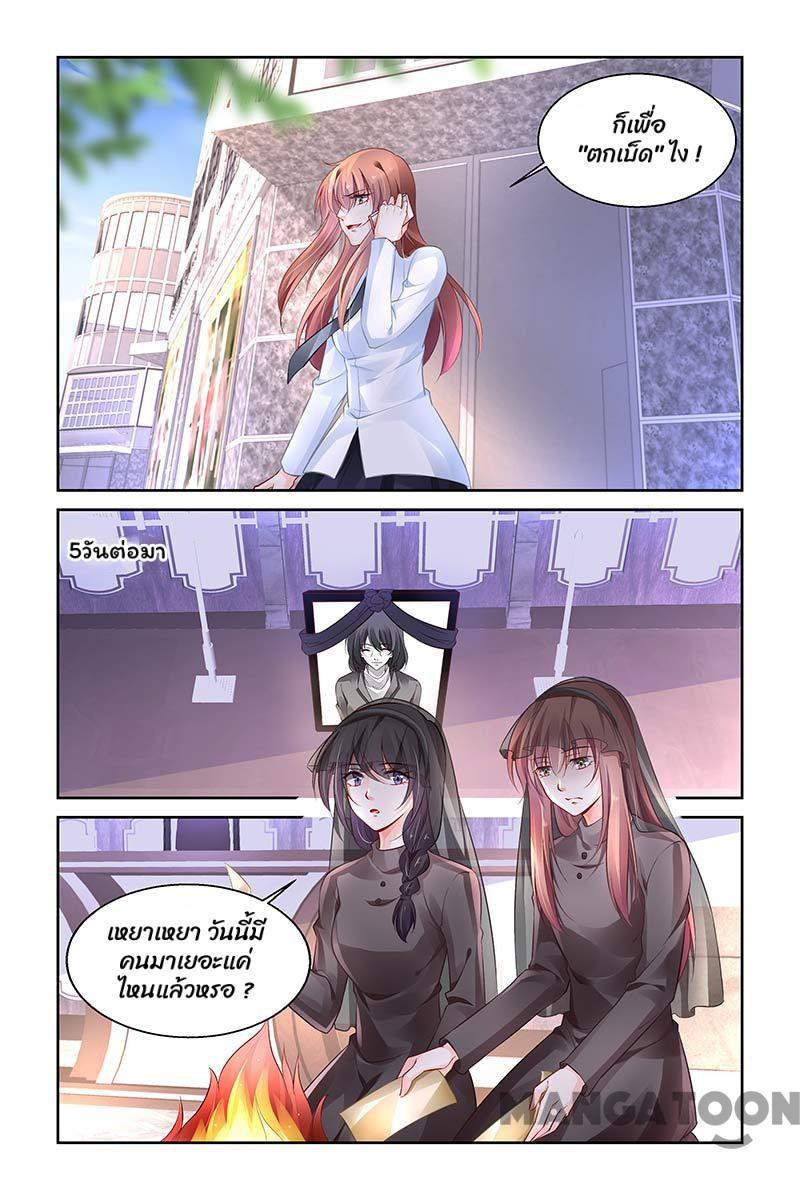 ก็เพื่อ
"ตกเบ็ด" ไง !
5วันต่อมา
เหยาเหยา วันนี้มี
คนมาเยอะแค่
ไหนแล้วหรอ ?
MANGATOON